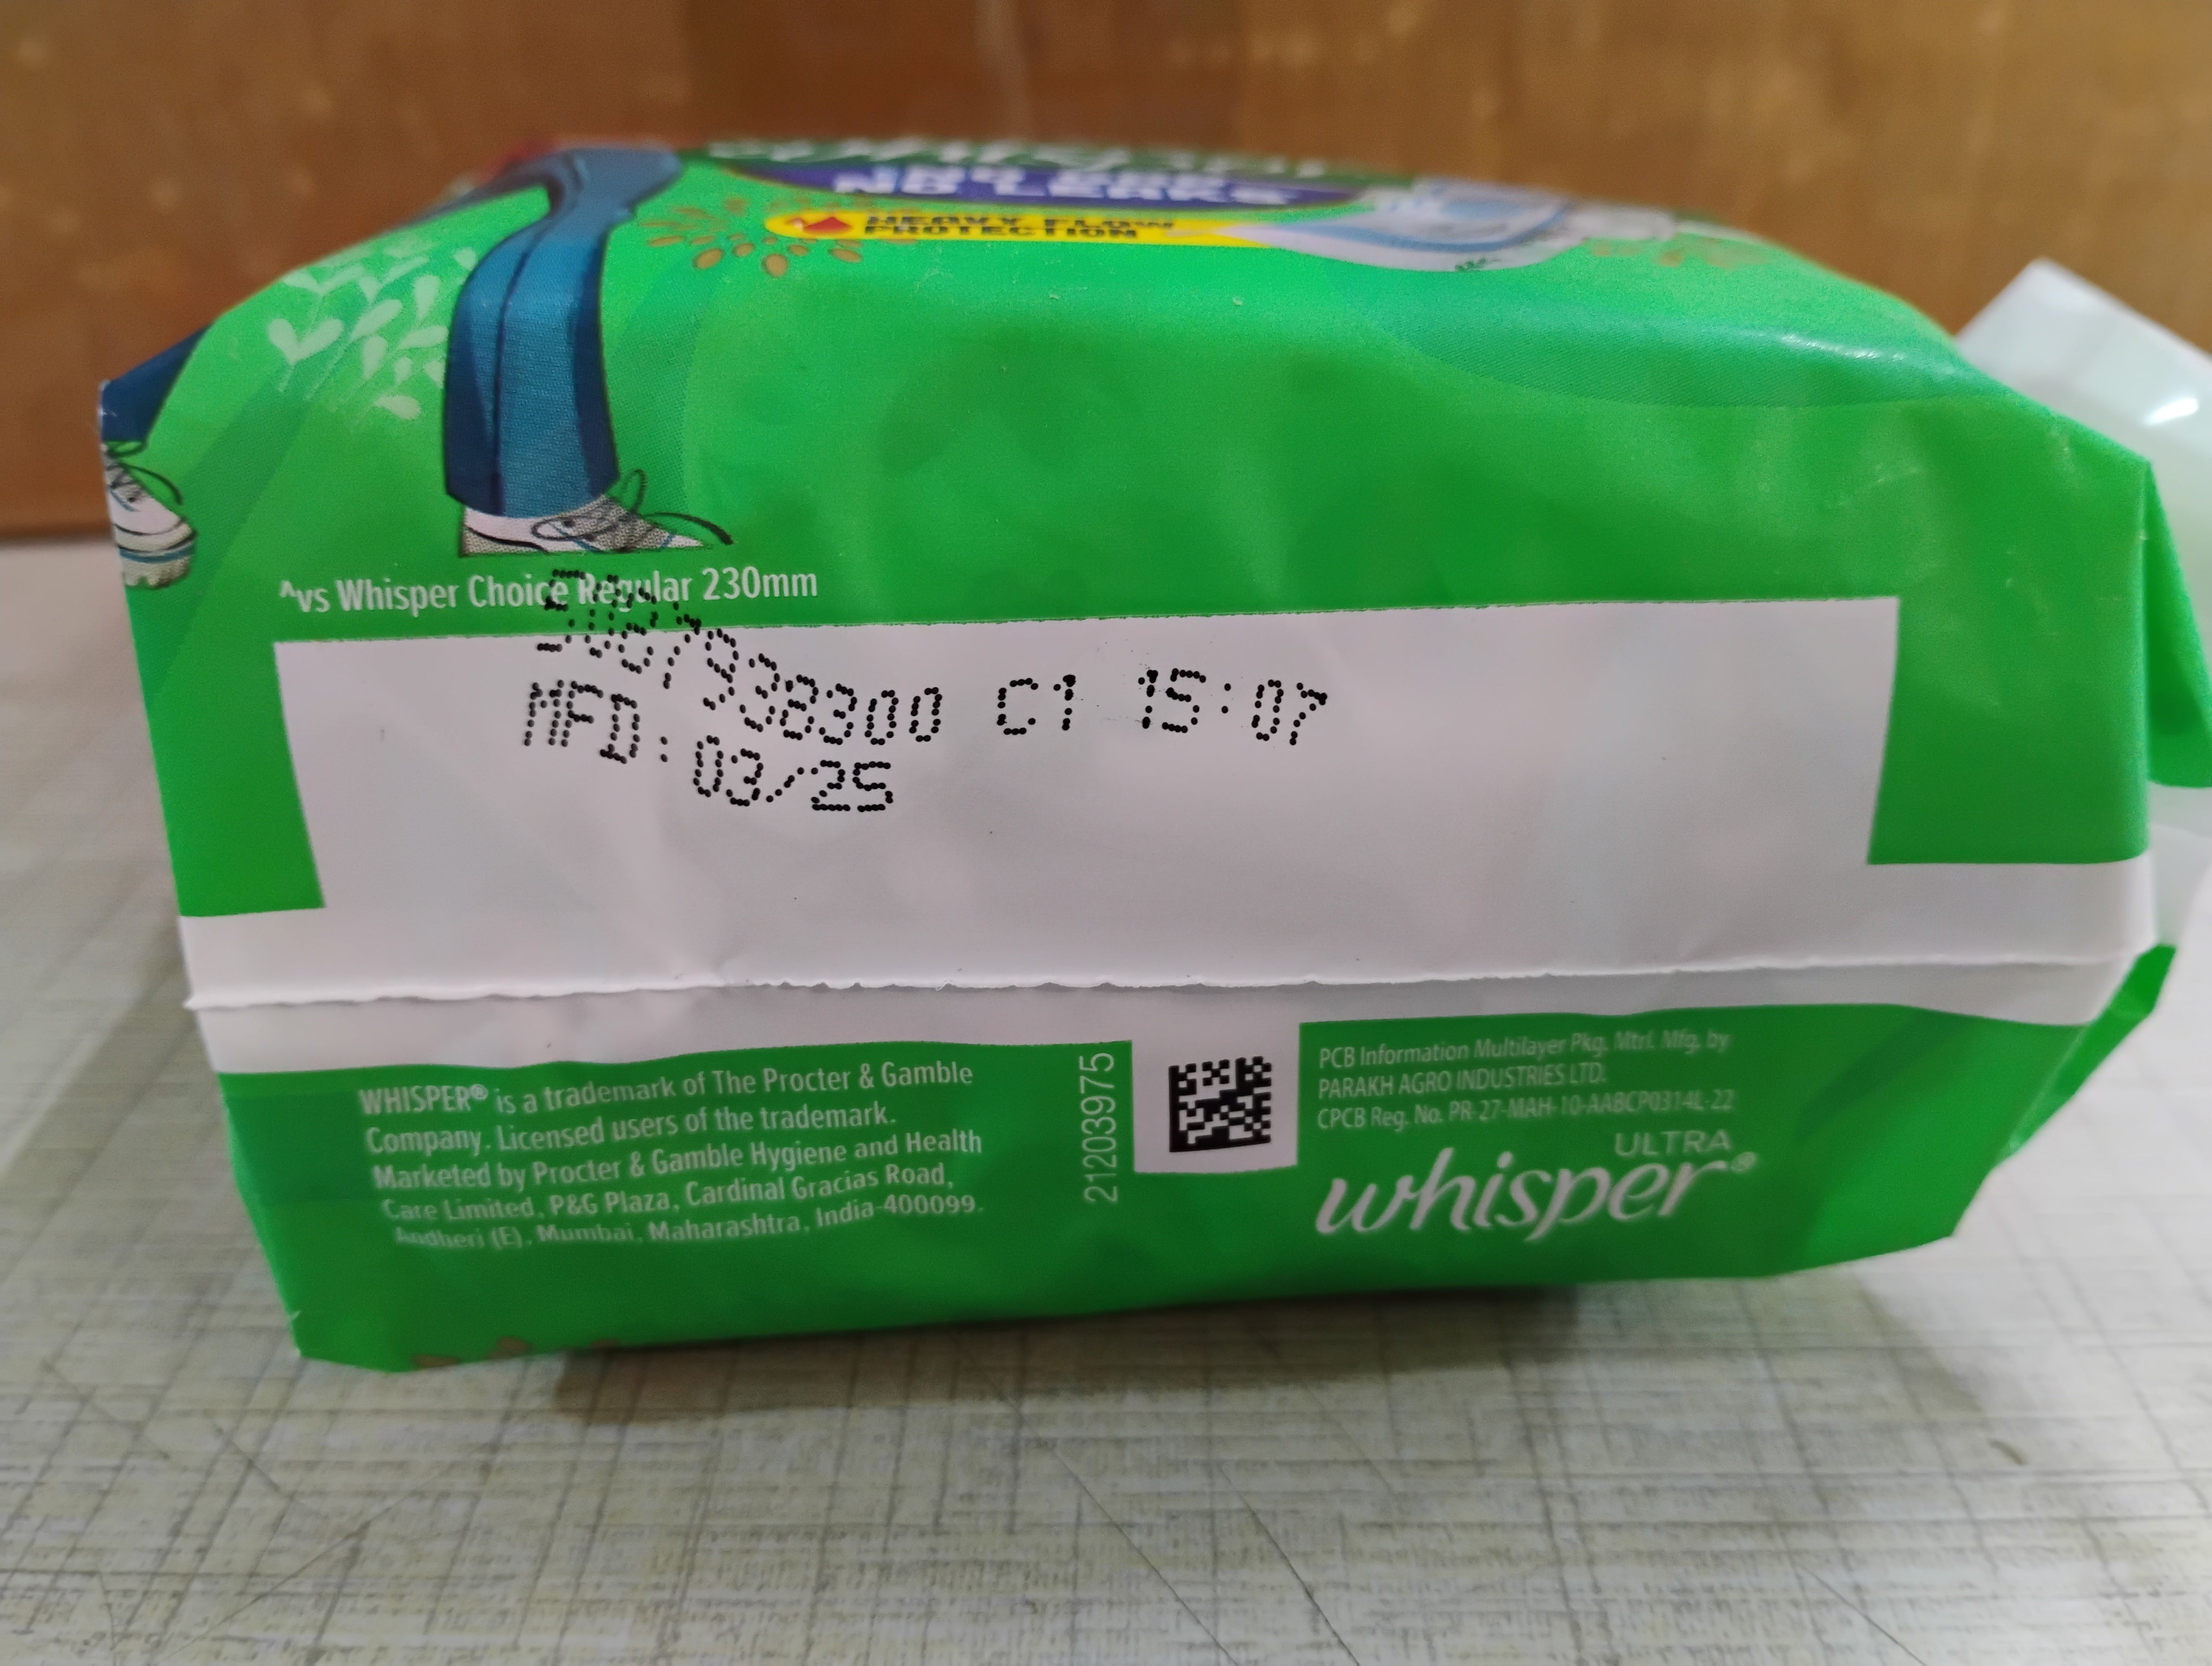 NO LEAKS
HEAVY FLOW
PROTECTION
^vs Whisper Choice Regular 230mm
C1 15:07
MFD: 03/25
WHISPER® is a trademark of The Procter & Gamble
Company. Licensed users of the trademark.
Marketed by Procter & Gamble Hygiene and Health
Care Limited, P&G Plaza, Cardinal Gracias Road,
Andheri (E), Mumbai, Maharashtra, India-400099.
2112039975
PCB Information Multilayer Pkg. Mtrl. Mfg. by
PARAKH AGRO INDUSTRIES LTD.
CPCB Reg. No. PR-27-MAH-10-AABCP0314L-22
ULTRA
whisper®